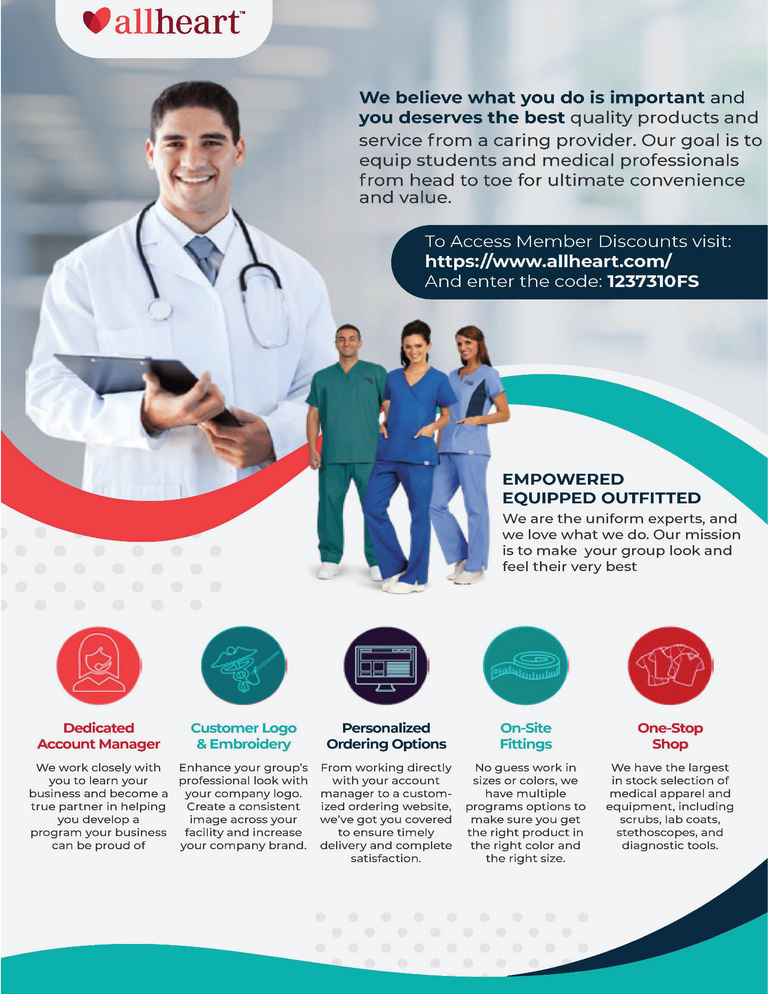 allheart™
We believe what you do is important and
you deserves the best quality products and
service from a caring provider. Our goal is to
equip students and medical professionals
from head to toe for ultimate convenience
and value.
To Access Member Discounts visit:
https://www.allheart.com/
And enter the code: 1237310FS
EMPOWERED
EQUIPPED OUTFITTED
We are the uniform experts, and
we love what we do. Our mission
is to make your group look and
feel their very best
Dedicated
Account Manager
We work closely with
you to learn your
business and become a
true partner in helping
you develop a
program your business
can be proud of
Customer Logo
& Embroidery
Enhance your group's
professional look with
your company logo.
Create a consistent
image across your
facility and increase
your company brand.
Personalized
Ordering Options
From working directly
with your account
manager to a custom-
ized ordering website,
we've got you covered
to ensure timely
delivery and complete
satisfaction.
On-Site
Fittings
No guess work in
sizes or colors, we
have multiple
programs options to
make sure you get
the right product in
the right color and
the right size.
One-Stop
Shop
We have the largest
in stock selection of
medical apparel and
equipment, including
scrubs, lab coats,
stethoscopes, and
diagnostic tools.